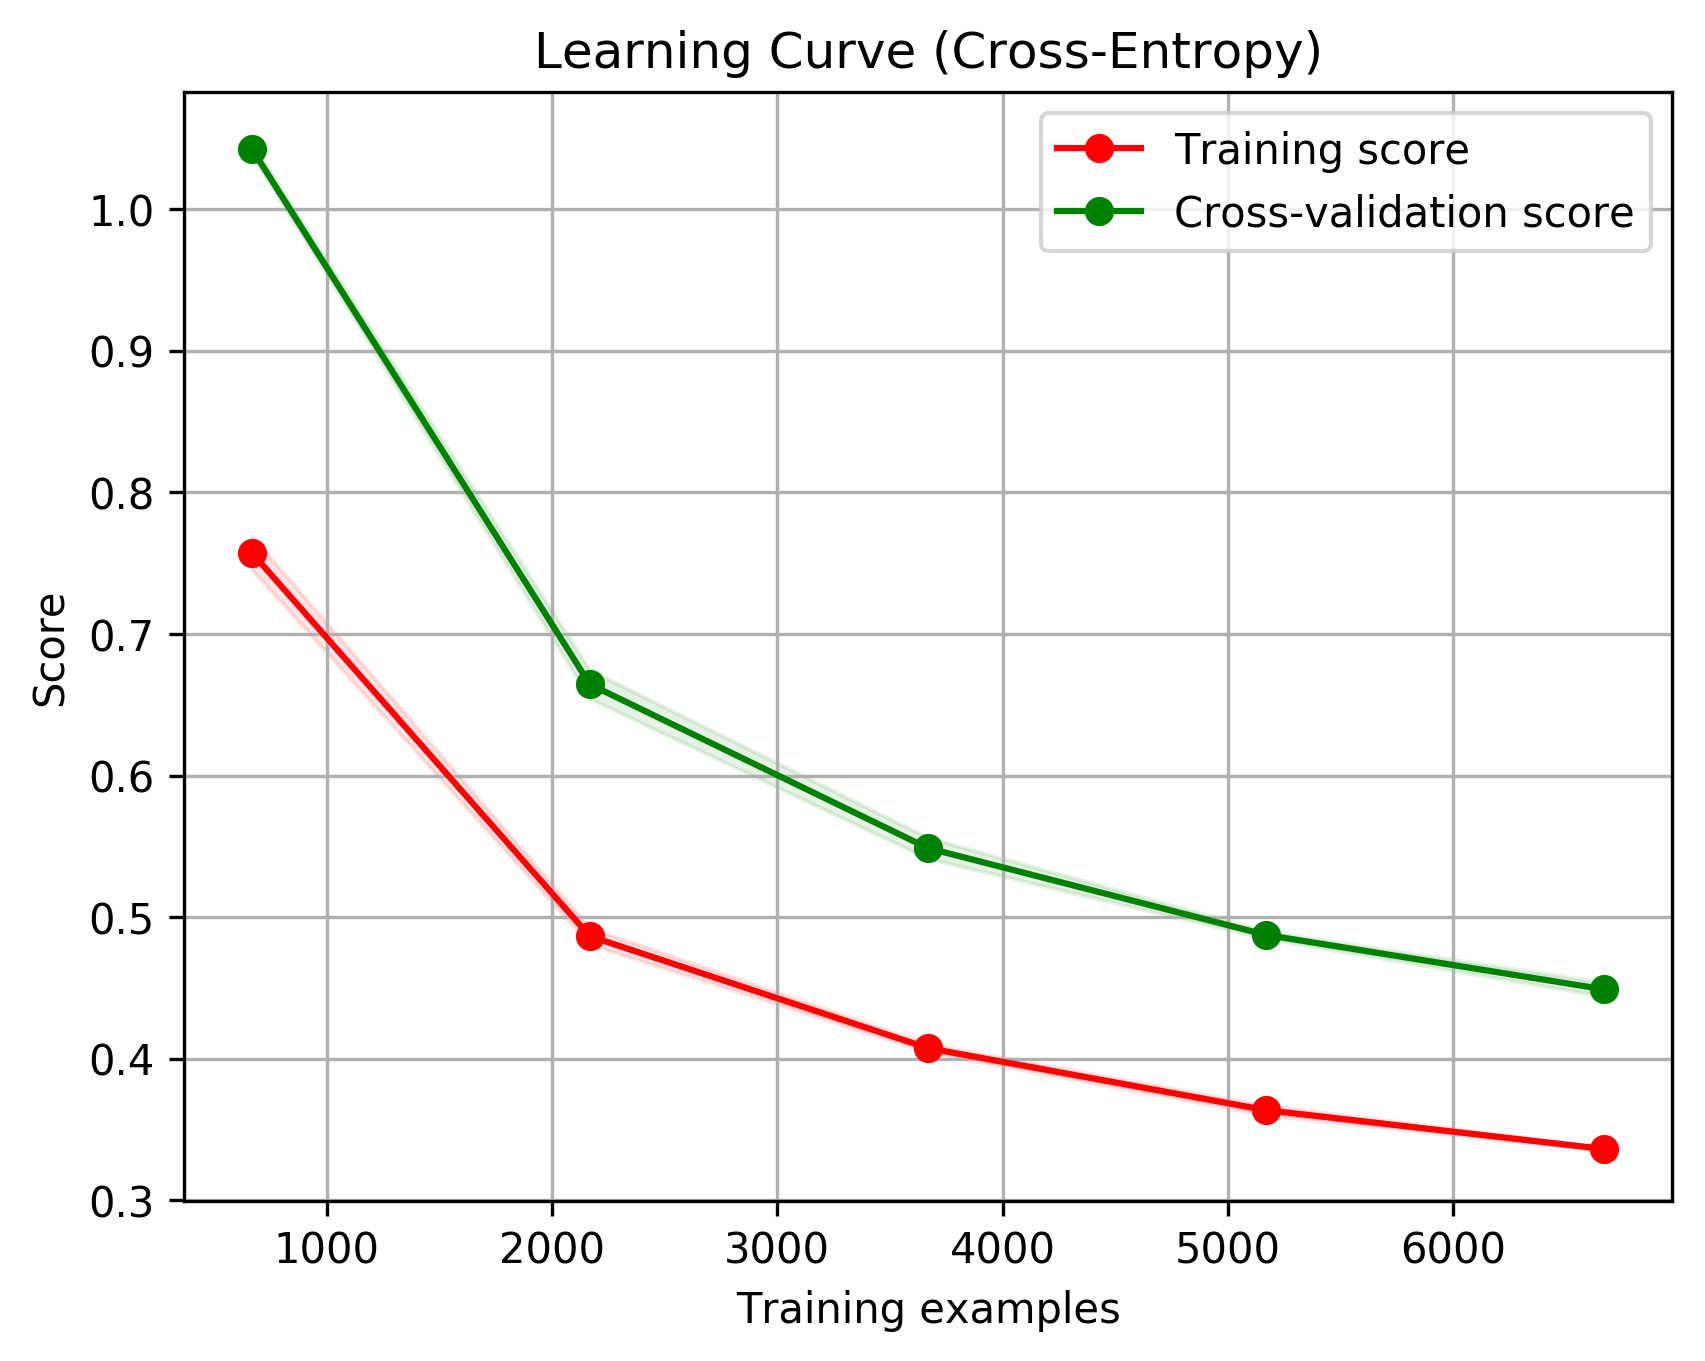 Learning Curve (Cross-Entropy)
Training score
Cross-validation score
1.0
0.9
0.8
0.7
0.6
0.5
0.4
0.3
Score
1000 2000 3000 4000 5000 6000
Training examples